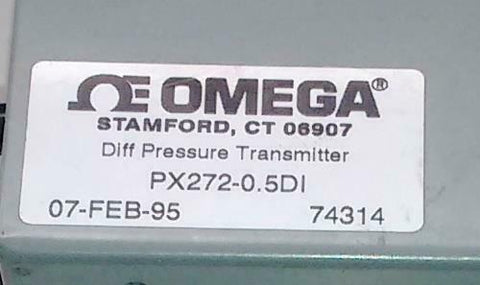 ΩE OMEGA®
STAMFORD, CT 06907
Diff Pressure Transmitter
PX272-0.5DI
07-FEB-95 74314